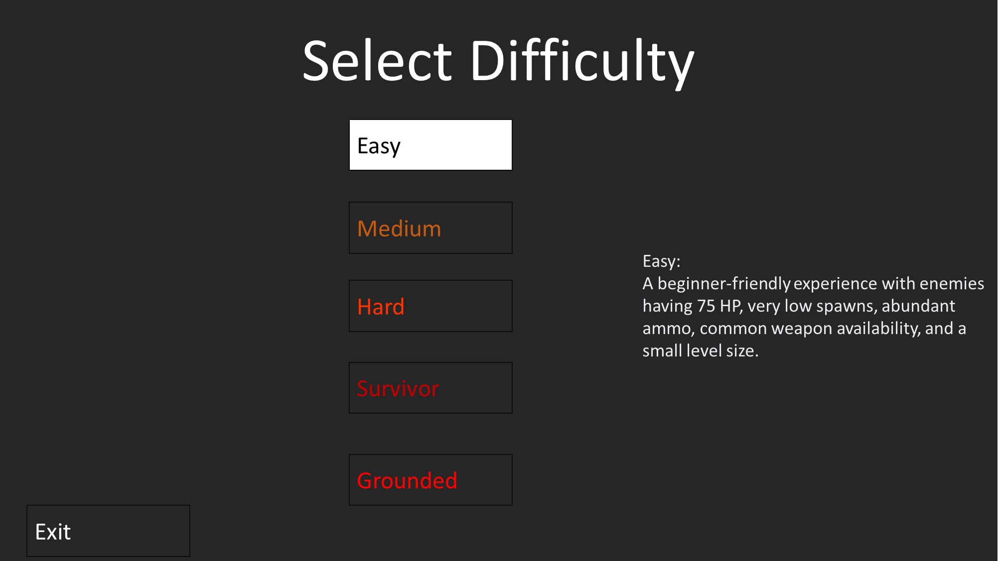 Select Difficulty
Easy
Medium
Hard
Survivor
Grounded
Easy:
A beginner-friendly experience with enemies
having 75 HP, very low spawns, abundant
ammo, common weapon availability, and a
small level size.
Exit